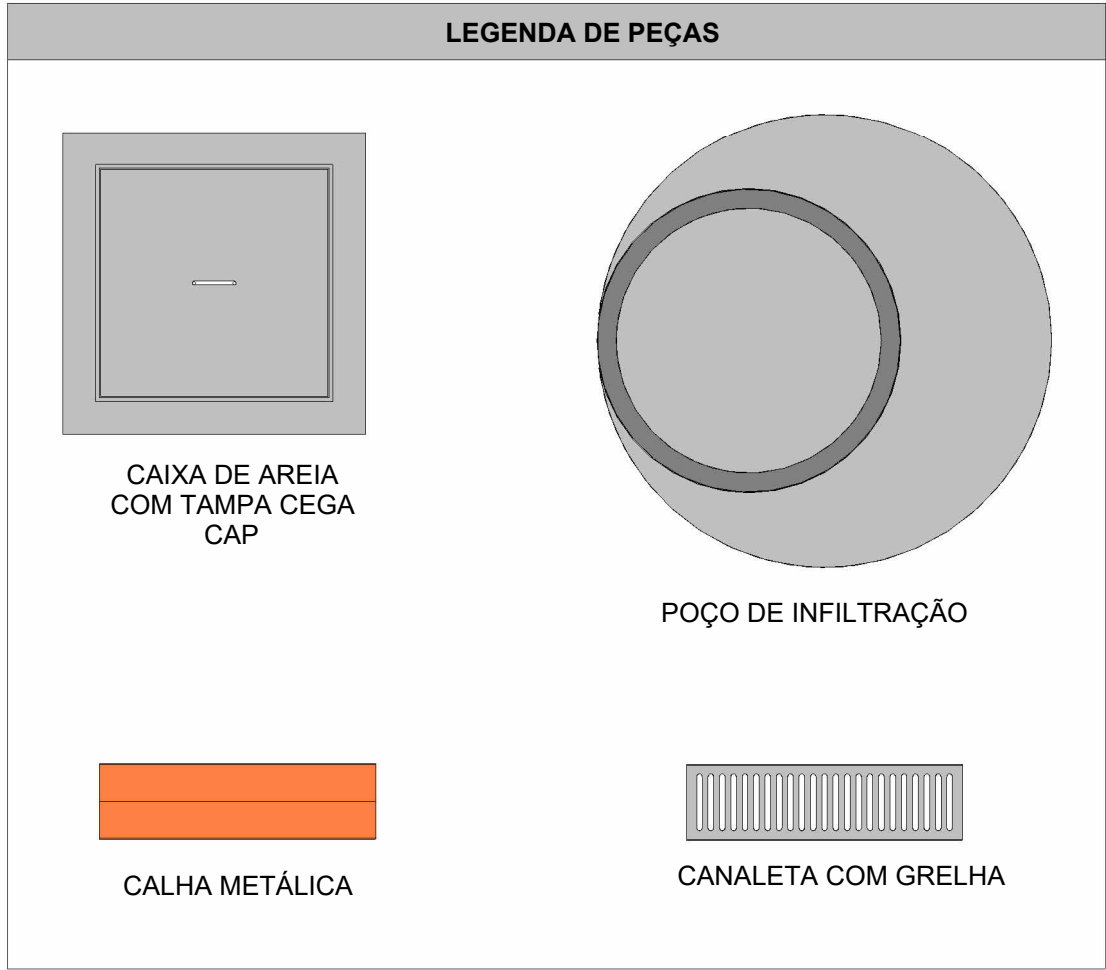 LEGENDA DE PEÇAS
CAIXA DE AREIA
COM TAMPA CEGA
CAP
POÇO DE INFILTRAÇÃO
CALHA METÁLICA
CANALETA COM GRELHA